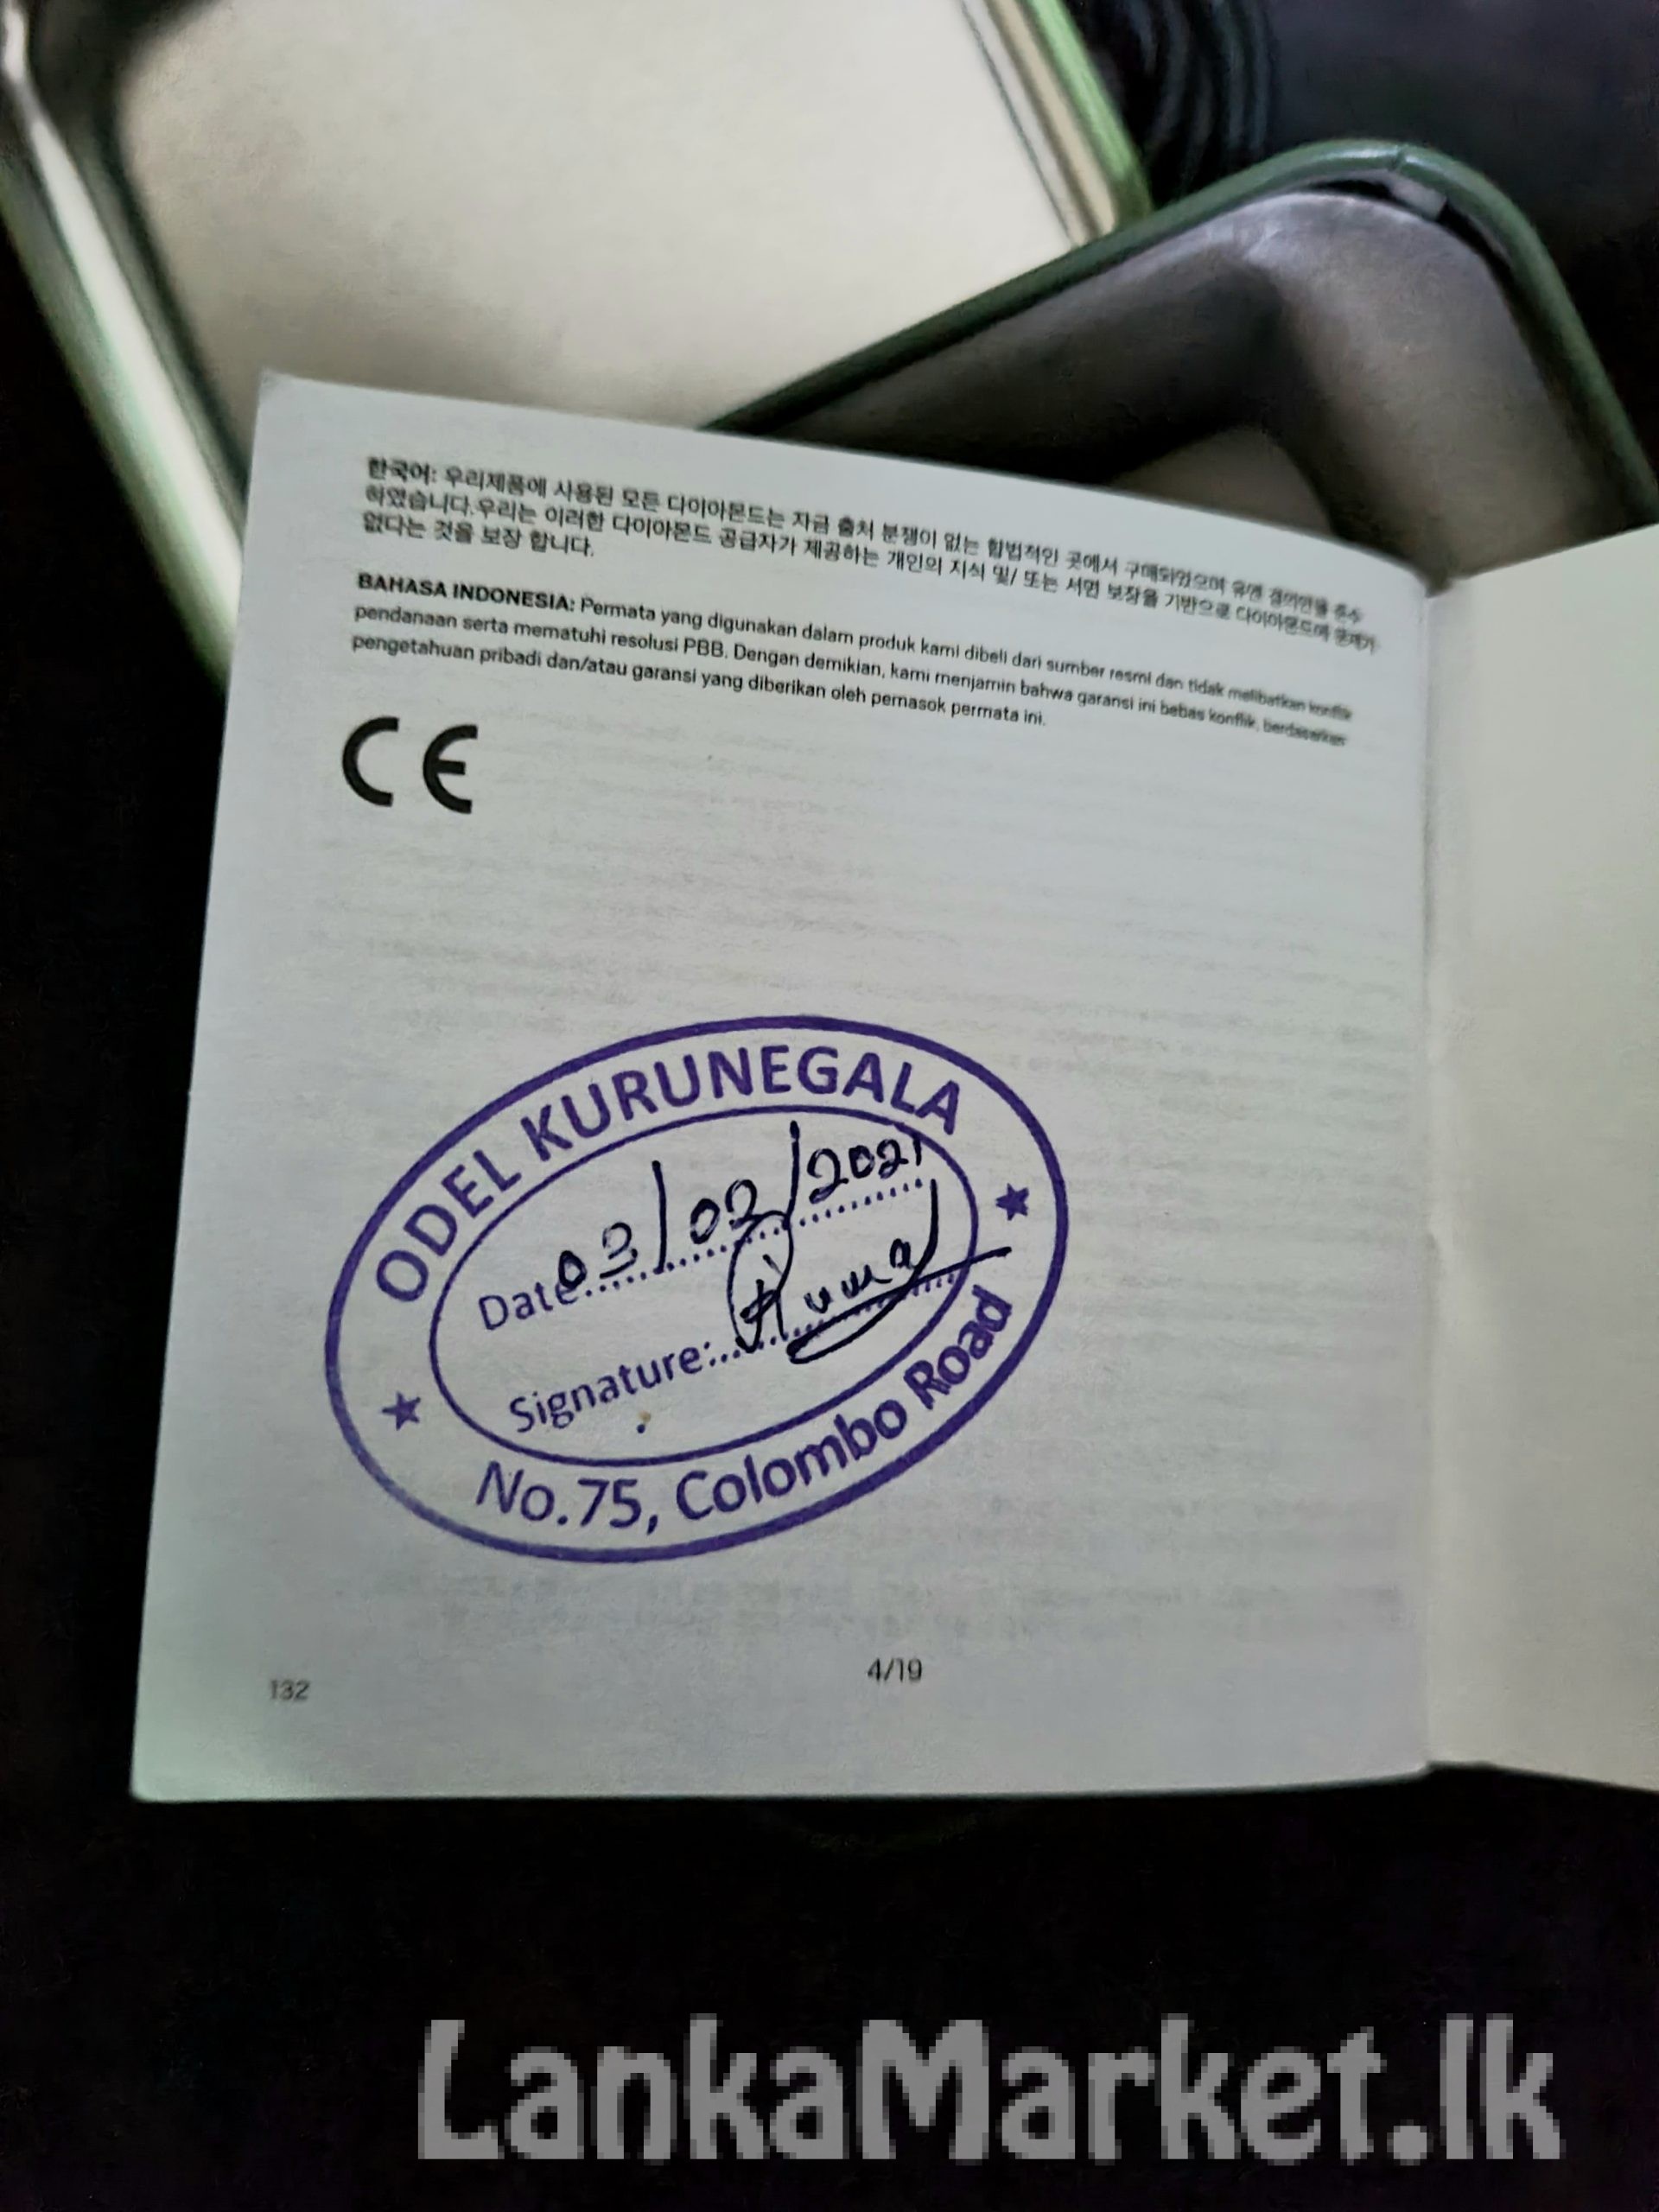 한국어: 우리제품에 사용된 모든 다이아몬드는 자금 출처 분쟁이 없는 합법적인 곳에서 구매되었으며 유엔 결의안을 준수
하였습니다.우리는 이러한 다이아몬드 공급자가 제공하는 개인의 지식 및/ 또는 서면 보장을 기반으로 다이아몬드에 문제가
없다는 것을 보장 합니다.
BAHASA INDONESIA: Permata yang digunakan dalam produk kami dibeli dari sumber resmi dan tidak melibatkan konflik
pendanaan serta mematuhi resolusi PBB. Dengan demikian, kami menjamin bahwa garansi ini bebas konflik, berdasarkan
pengetahuan pribadi dan/atau garansi yang diberikan oleh pemasok permata ini.
CE
ODEL KURUNEGALA
Date: 03/02/2021
Signature:
No.75, Colombo Road
132
4/19
LankaMarket.lk